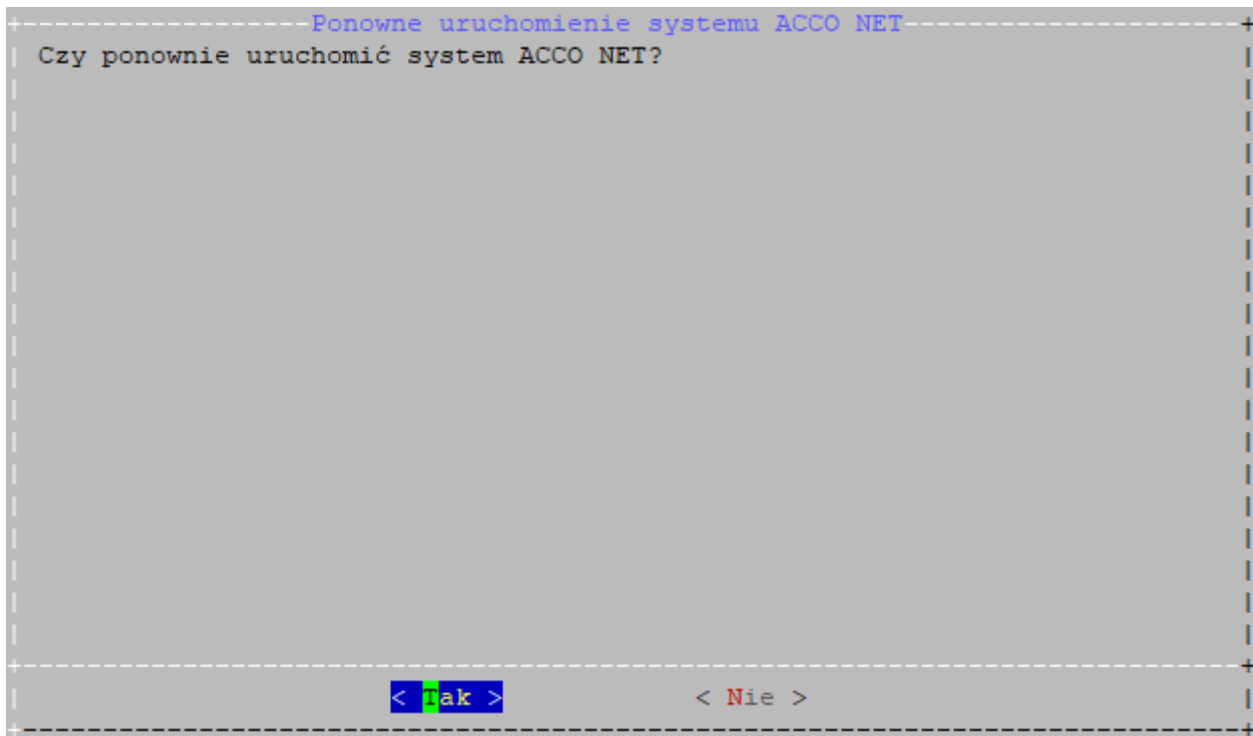 Ponowne uruchomienie systemu ACCO NET
Czy ponownie uruchomić system ACCO NET?
< Tak > < Nie >